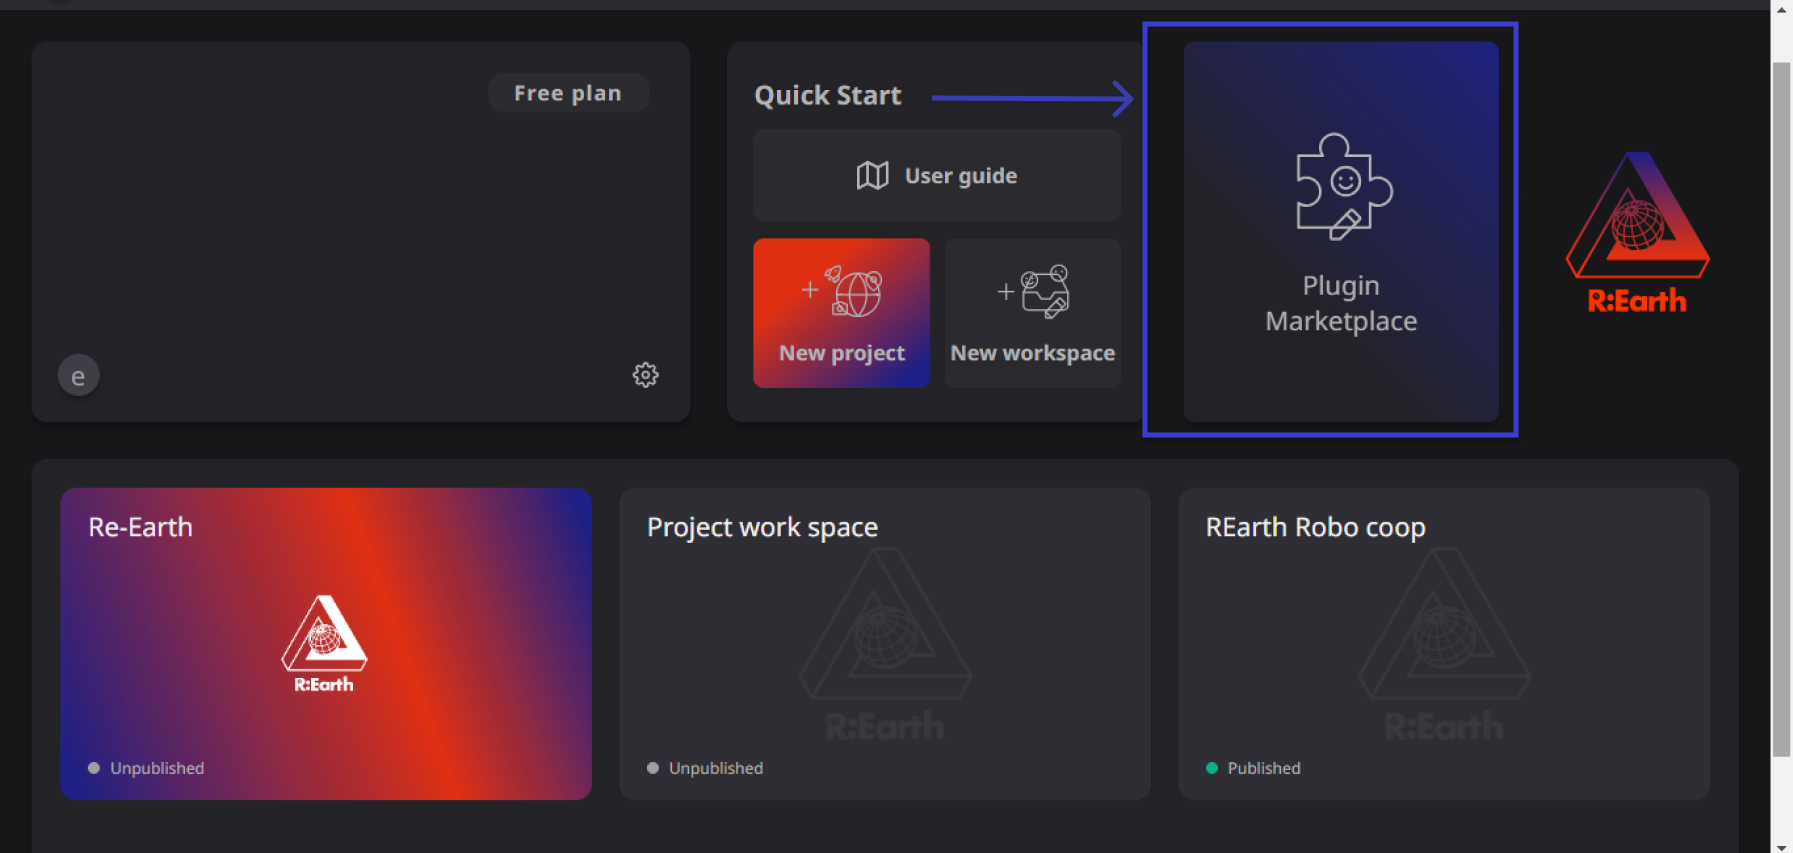 Free plan
e
Quick Start
User guide
New project
New workspace
Plugin
Marketplace
R:Earth
Re-Earth
R:Earth
Unpublished
Project work space
R:Earth
Unpublished
REarth Robo coop
R:Earth
Published